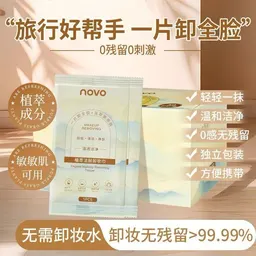 “旅行好帮手 一片卸全脸”
0残留0刺激
植萃
成分
敏敏肌
可用
novo
轻轻一抹
温和洁净
0感无残留
独立包装
方便携带
无需卸妆水
卸妆无残留>99.99%